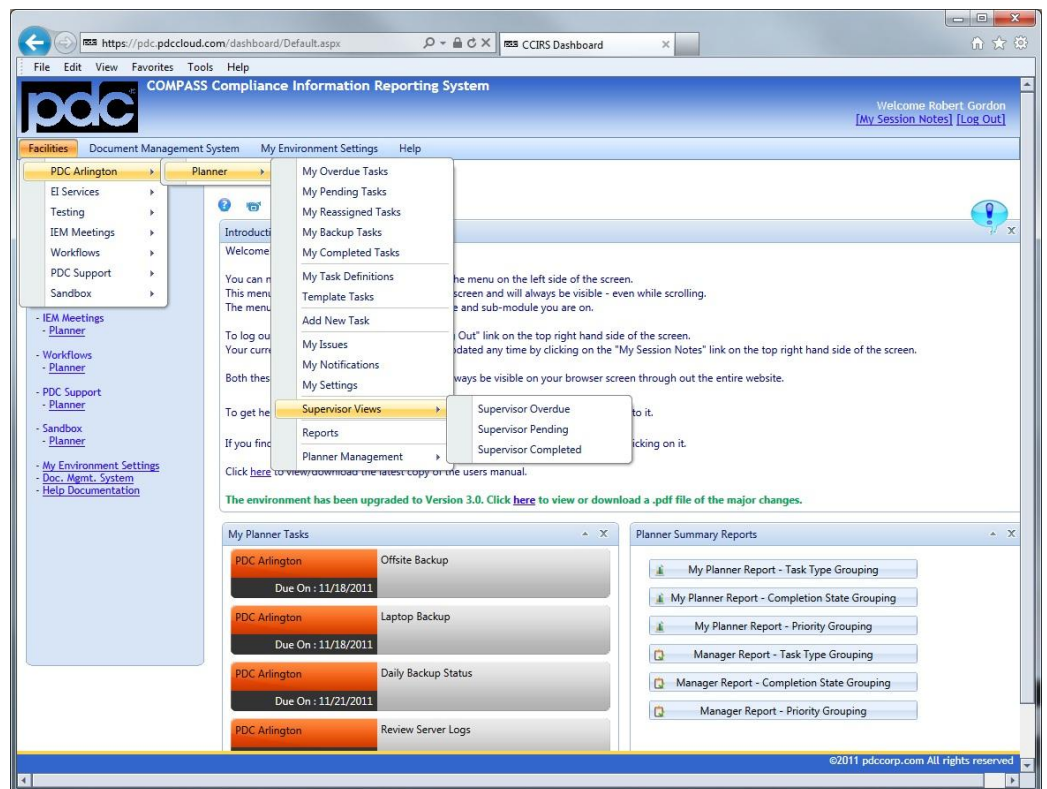 https://pdc.pdccloud.com/dashboard/Default.aspx
CCIRS Dashboard
File Edit View Favorites Tools Help
pdc
COMPASS Compliance Information Reporting System
Welcome Robert Gordon
[My Session Notes] [Log Out]
Facilities Document Management System My Environment Settings Help
PDC Arlington
EI Services
Testing
IEM Meetings
Workflows
PDC Support
Sandbox
Planner
My Overdue Tasks
My Pending Tasks
My Reassigned Tasks
My Backup Tasks
My Completed Tasks
My Task Definitions
Template Tasks
Add New Task
My Issues
My Notifications
My Settings
Supervisor Views
Reports
Planner Management
Supervisor Overdue
Supervisor Pending
Supervisor Completed
- IEM Meetings
- Planner
- Workflows
- Planner
- PDC Support
- Planner
- Sandbox
- Planner
- My Environment Settings
- Doc. Mgmt. System
- Help Documentation
Introducti
Welcome
You can n he menu on the left side of the screen.
This menu screen and will always be visible - even while scrolling.
The menu e and sub-module you are on.
To log ou Out" link on the top right hand side of the screen.
Your curre dated any time by clicking on the "My Session Notes" link on the top right hand side of the screen.
Both thes ways be visible on your browser screen through out the entire website.
To get he to it.
If you find icking on it.
Click here to view/download the latest copy of the users manual.
The environment has been upgraded to Version 3.0. Click here to view or download a .pdf file of the major changes.
My Planner Tasks
PDC Arlington Offsite Backup
Due On : 11/18/2011
PDC Arlington Laptop Backup
Due On : 11/18/2011
PDC Arlington Daily Backup Status
Due On : 11/21/2011
PDC Arlington Review Server Logs
Planner Summary Reports
My Planner Report - Task Type Grouping
My Planner Report - Completion State Grouping
My Planner Report - Priority Grouping
Manager Report - Task Type Grouping
Manager Report - Completion State Grouping
Manager Report - Priority Grouping
©2011 pdccorp.com All rights reserved